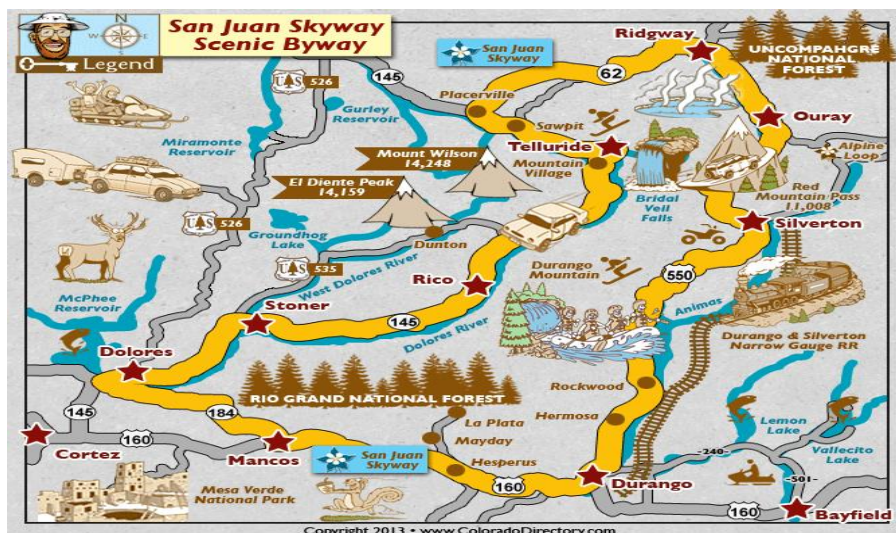 San Juan Skyway
Scenic Byway
Legend
W
E
S
U S
526
145
San Juan
Skyway
Ridgway
UNCOMPAHGRE
NATIONAL
FOREST
62
Placerville
Gurley
Reservoir
Sawpit
Ouray
Miramonte
Reservoir
Mount Wilson
14,248
Telluride
Mountain
Village
Alpine
Loop
El Diente Peak
14,159
Bridal
Veil
Falls
Red
Mountain Pass
11,008
U S
526
Groundhog
Lake
Dunton
Silverton
U S
535
West Dolores River
Rico
Durango
Mountain
550
McPhee
Reservoir
Stoner
145
Dolores River
Animas
Durango & Silverton
Narrow Gauge RR
Dolores
RIO GRAND NATIONAL FOREST
Rockwood
145
184
La Plata
Hermosa
Lemon
Lake
160
Mayday
Cortez
Mancos
San Juan
Skyway
Hesperus
240
Vallecito
Lake
160
Durango
501
Mesa Verde
National Park
160
Bayfield
Copyright 2013 • www.ColoradoDirectory.com